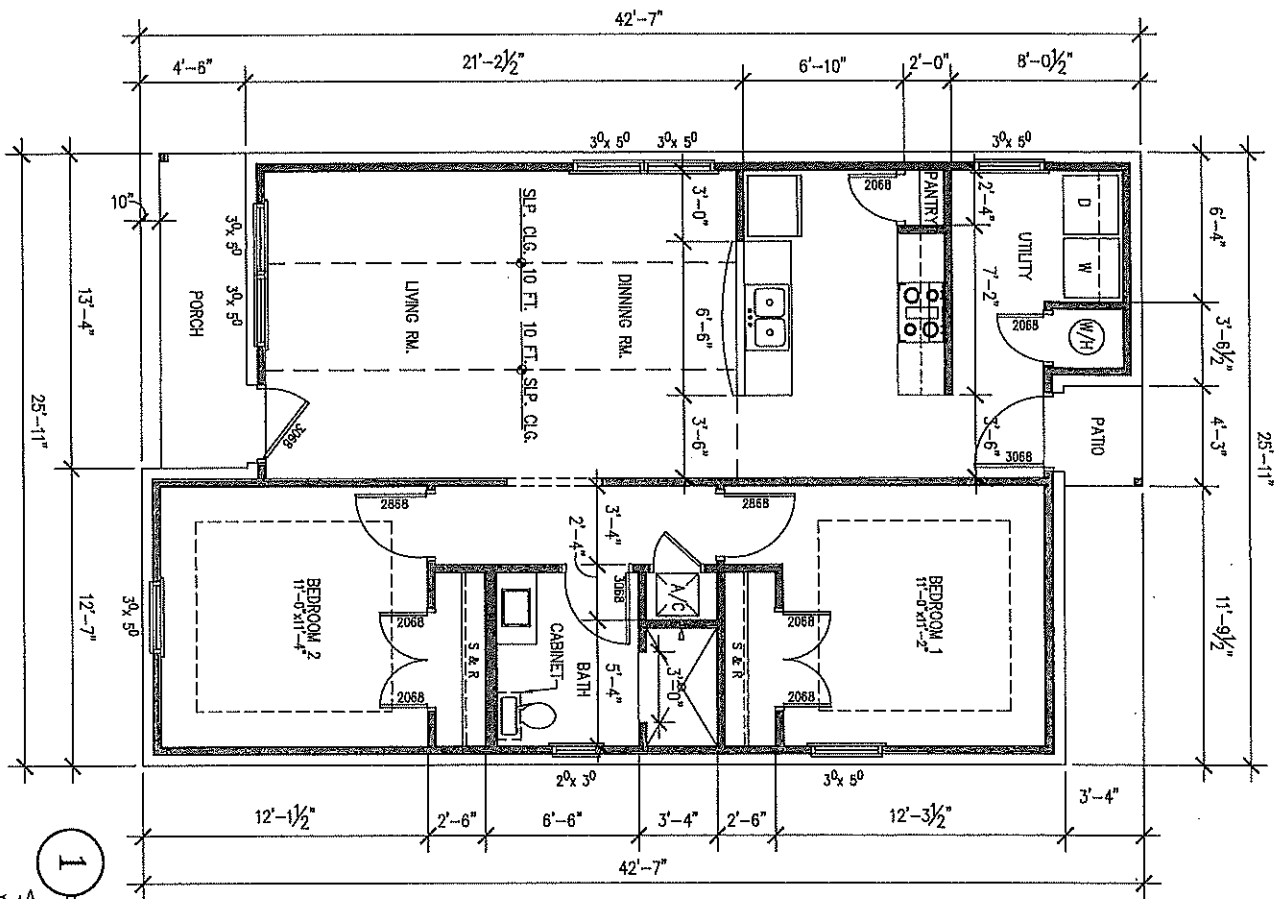 42'-7"
4'-6"
21'-2½"
6'-10"
2'-0"
8'-0½"
3⁰x 5⁰
3⁰x 5⁰
3⁰x 5⁰
10"
13'-4"
25'-11"
12'-7"
PORCH
3⁰x 5⁰
3⁰x 5⁰
LIVING RM.
SLP. CLG. 10 FT. 10 FT. SLP. CLG.
DINNING RM.
3'-0"
6'-6"
3'-6"
3068
2068
PANTRY
2'-4"
UTILITY
7'-2"
3'-6"
D
W
2068
W/H
3068
PATIO
6'-4"
3'-6½"
4'-3"
25'-11"
11'-9½"
2868
3'-4"
2'-4"
2868
3068
A/C
BEDROOM 2
11'-0"x11'-4"
2068
2068
S & R
CABINET
BATH
5'-4"
3'-0"
S & R
2068
2068
BEDROOM 1
11'-0"x11'-2"
3⁰x 5⁰
2⁰x 3⁰
3⁰x 5⁰
12'-1½"
2'-6"
6'-6"
3'-4"
2'-6"
12'-3½"
3'-4"
42'-7"
1